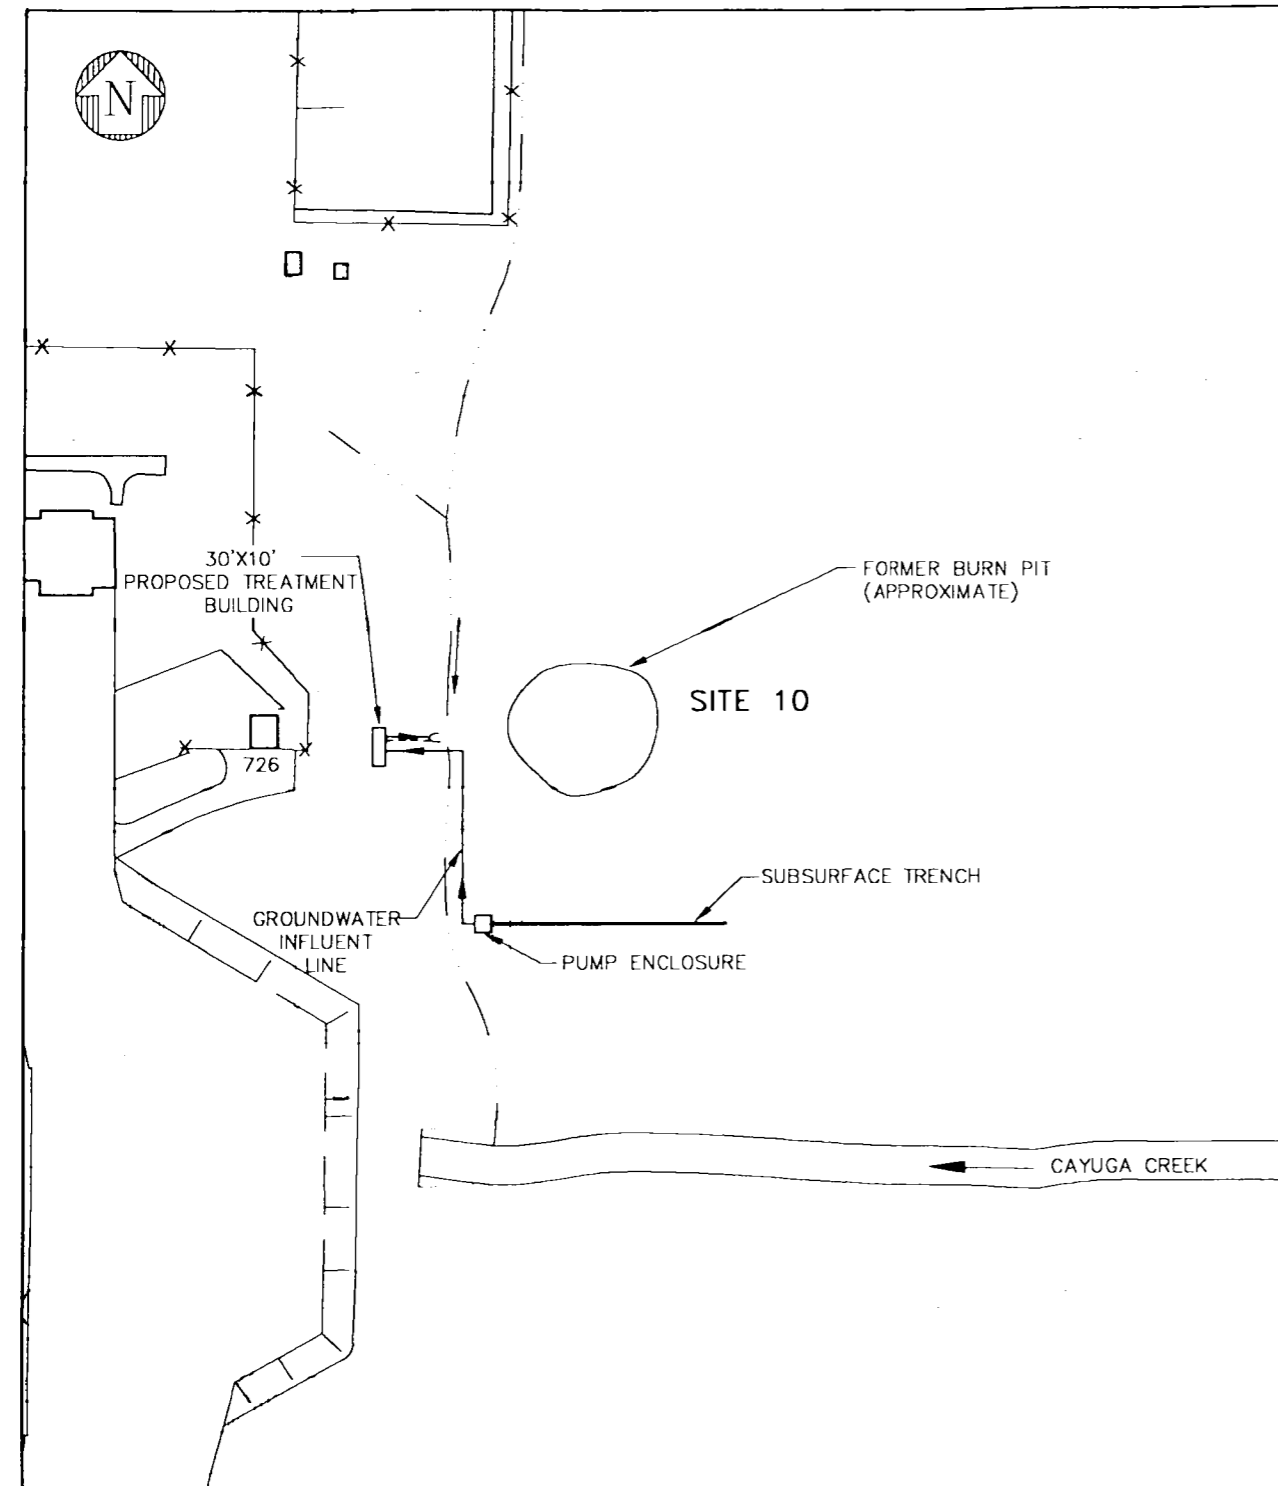 N
30'X10'
PROPOSED TREATMENT
BUILDING
FORMER BURN PIT
(APPROXIMATE)
SITE 10
726
SUBSURFACE TRENCH
GROUNDWATER
INFLUENT
LINE
PUMP ENCLOSURE
CAYUGA CREEK